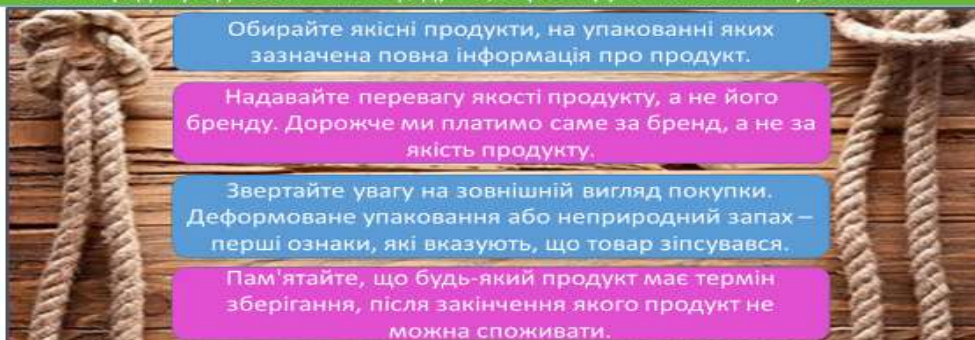 Обирайте якісні продукти, на упакованні яких
зазначена повна інформація про продукт.
Надавайте перевагу якості продукту, а не його
бренду. Дорожче ми платимо саме за бренд, а не за
якість продукту.
Звертайте увагу на зовнішній вигляд покупки.
Деформоване упаковання або неприродний запах –
перші ознаки, які вказують, що товар зіпсувався.
Пам'ятайте, що будь-який продукт має термін
зберігання, після закінчення якого продукт не
можна споживати.